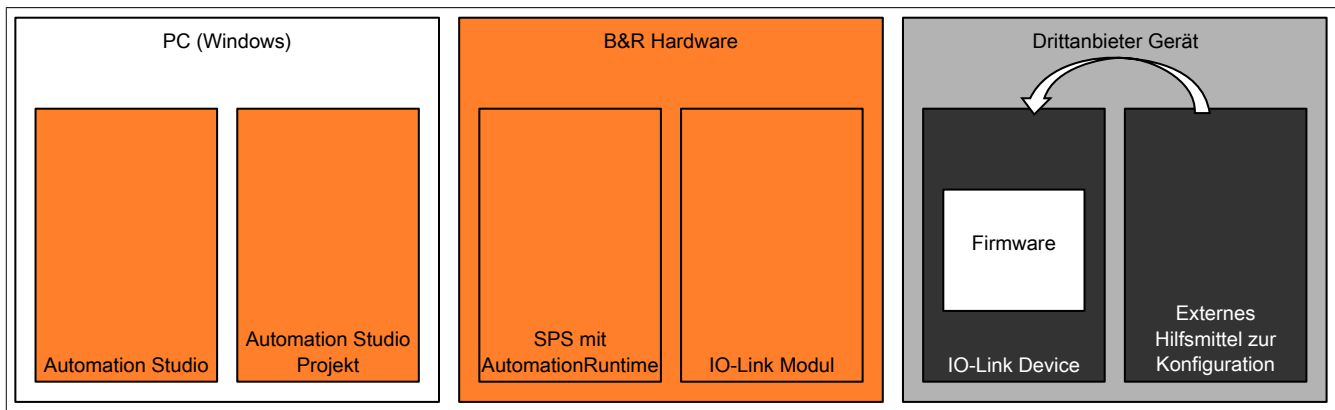 PC (Windows)
B&R Hardware
Drittanbieter Gerät
Automation Studio
Automation Studio
Projekt
SPS mit
AutomationRuntime
IO-Link Modul
Firmware
IO-Link Device
Externes
Hilfsmittel zur
Konfiguration